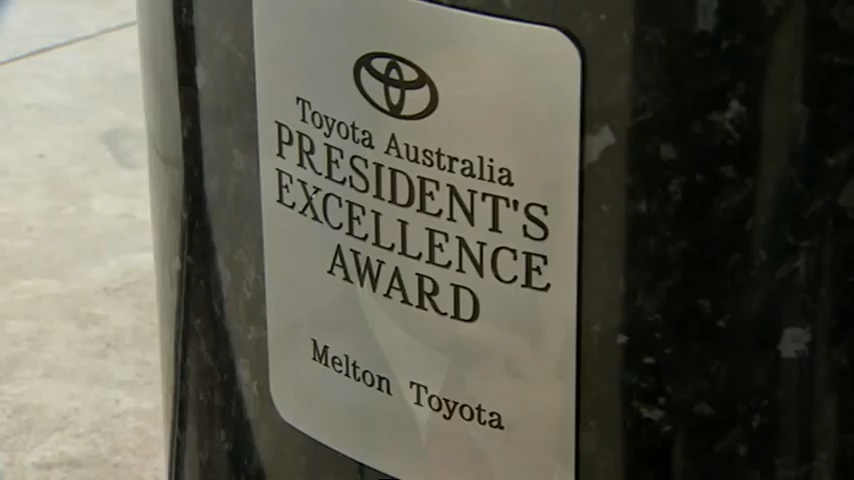 Toyota Australia
PRESIDENT'S
EXCELLENCE
AWARD
Melton Toyota